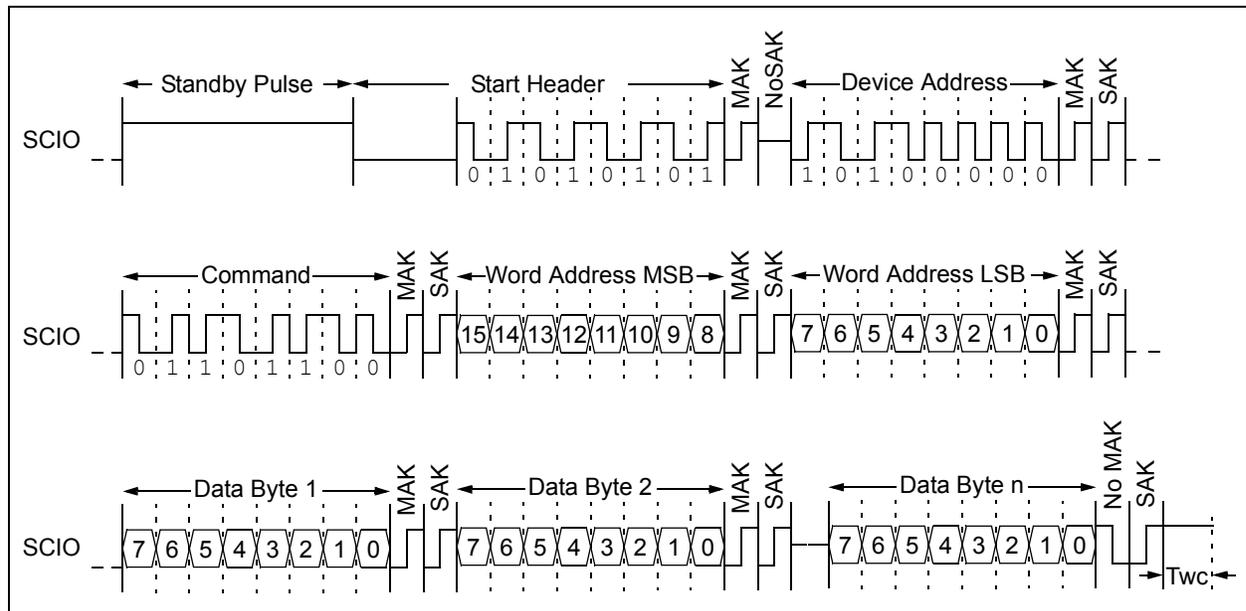 Standby Pulse Start Header MAK NoSAK Device Address MAK SAK
SCIO
0 1 0 1 0 1 0 1 1 0 1 0 0 0 0 0
Command MAK SAK Word Address MSB MAK SAK Word Address LSB MAK SAK
SCIO 15 14 13 12 11 10 9 8 7 6 5 4 3 2 1 0
0 1 1 0 1 1 0 0
Data Byte 1 MAK SAK Data Byte 2 MAK SAK Data Byte n No MAK SAK
SCIO 7 6 5 4 3 2 1 0 7 6 5 4 3 2 1 0 7 6 5 4 3 2 1 0
Twc